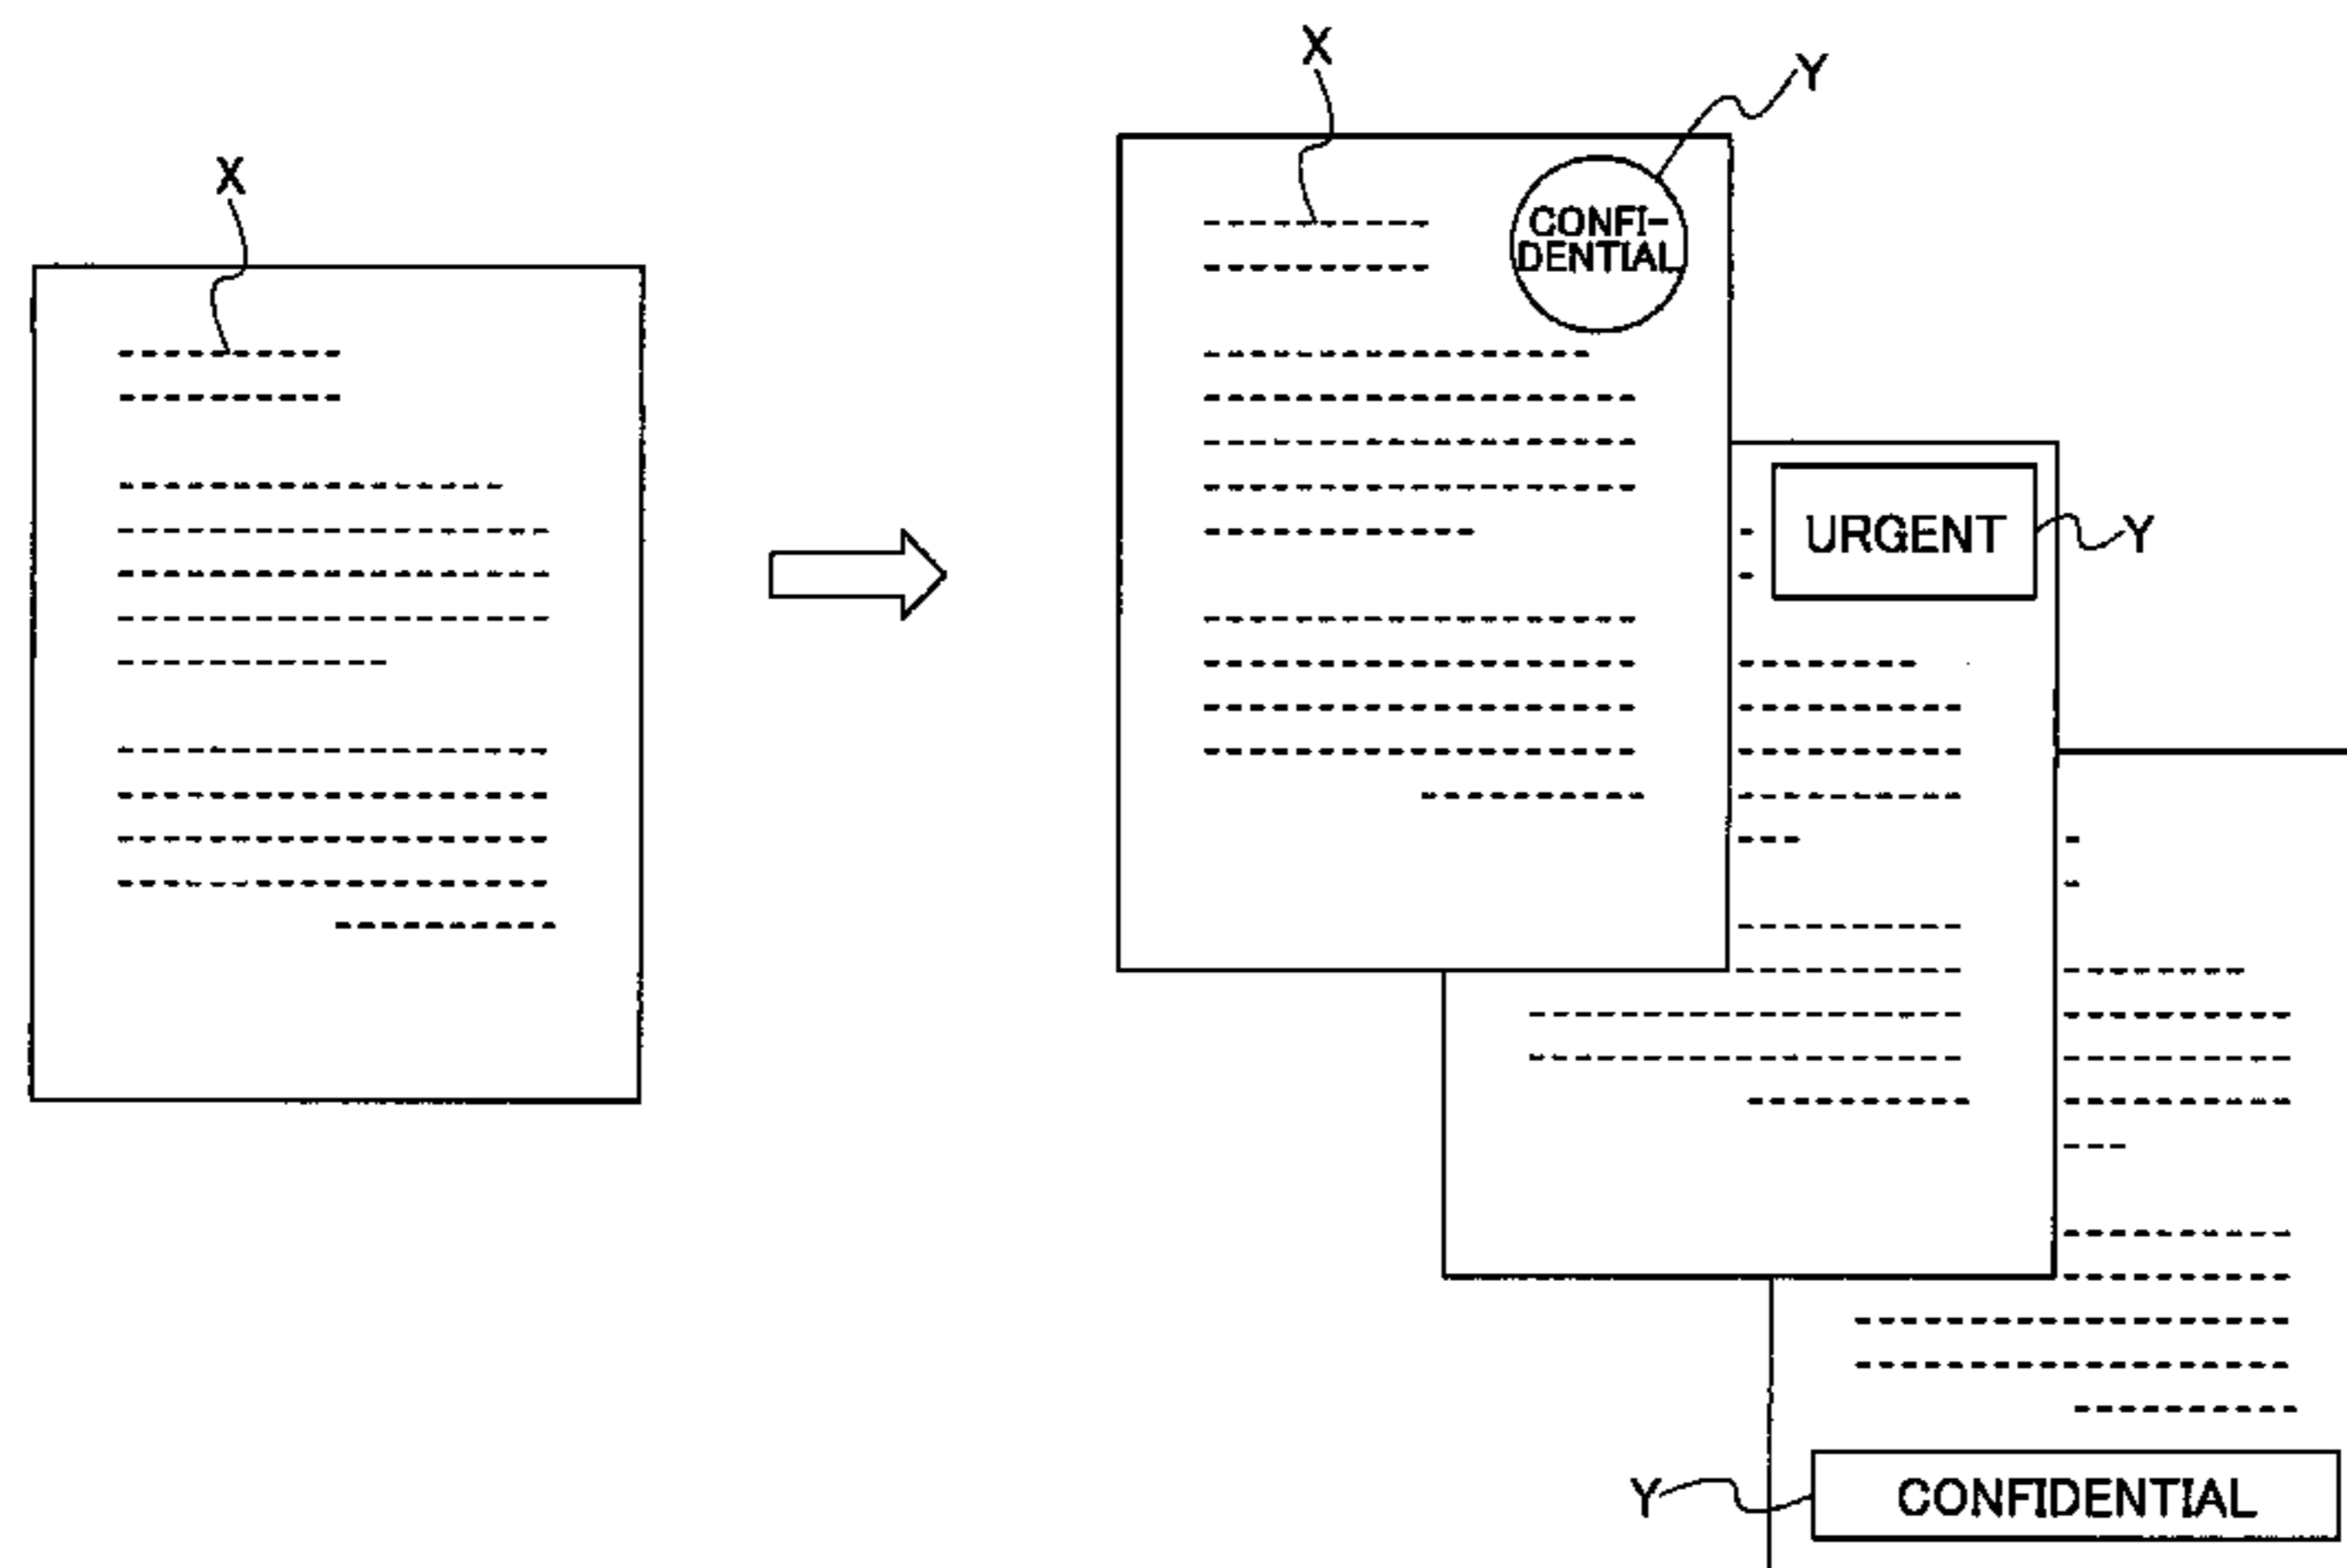 X
X
Y
CONFI-
DENTIAL
URGENT
Y
Y
CONFIDENTIAL